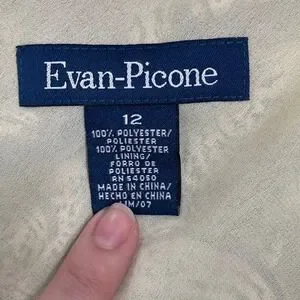 Evan-Picone
12
100% POLYESTER/
POLIESTER
100% POLYESTER
LINING/
FORRO DE
POLIESTER
RN 54050
MADE IN CHINA/
HECHO EN CHINA
/07